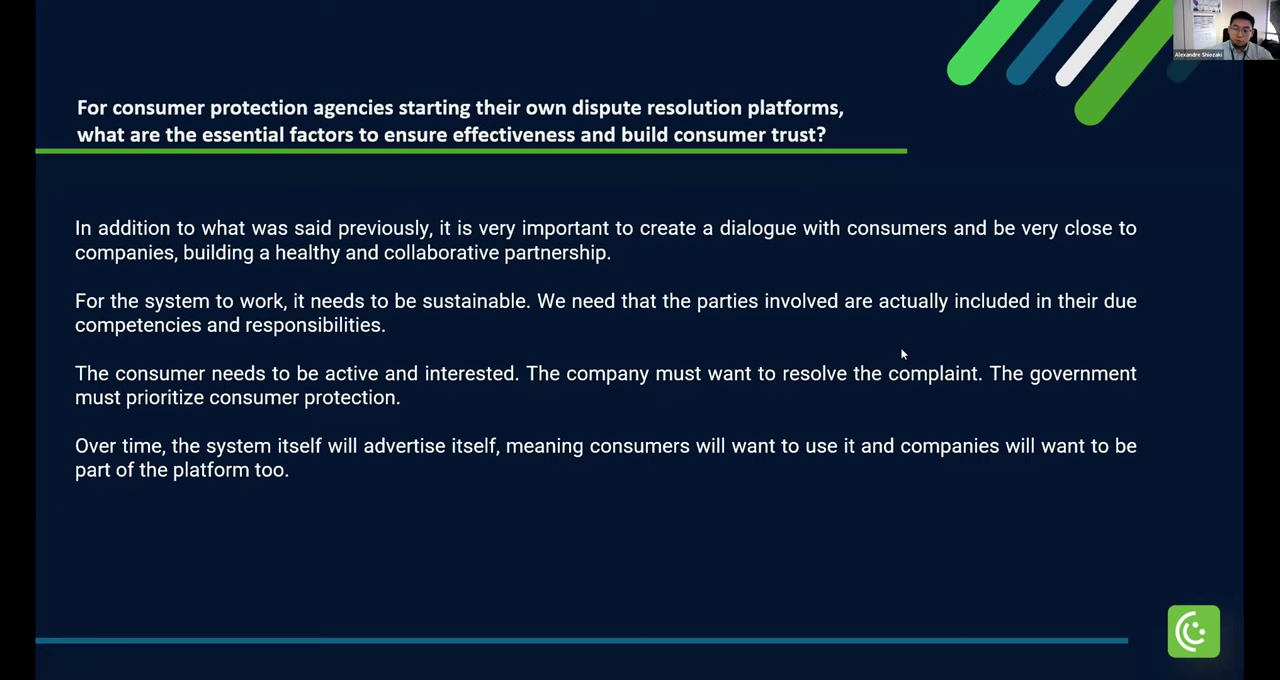 Alexandre Shiozaki
For consumer protection agencies starting their own dispute resolution platforms,
what are the essential factors to ensure effectiveness and build consumer trust?
In addition to what was said previously, it is very important to create a dialogue with consumers and be very close to
companies, building a healthy and collaborative partnership.
For the system to work, it needs to be sustainable. We need that the parties involved are actually included in their due
competencies and responsibilities.
The consumer needs to be active and interested. The company must want to resolve the complaint. The government
must prioritize consumer protection.
Over time, the system itself will advertise itself, meaning consumers will want to use it and companies will want to be
part of the platform too.